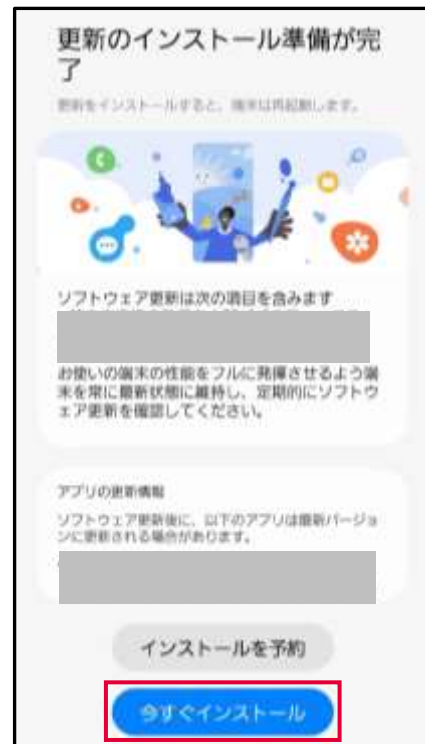 更新のインストール準備が完
了
更新をインストールすると、端末は再起動します。
ソフトウェア更新は次の項目を含みます
お使いの端末の性能をフルに発揮させるよう端
末を常に最新状態に維持し、定期的にソフトウ
ェア更新を確認してください。
アプリの更新情報
ソフトウェア更新後に、以下のアプリは最新バージョ
ンに更新される場合があります。
インストールを予約
今すぐインストール